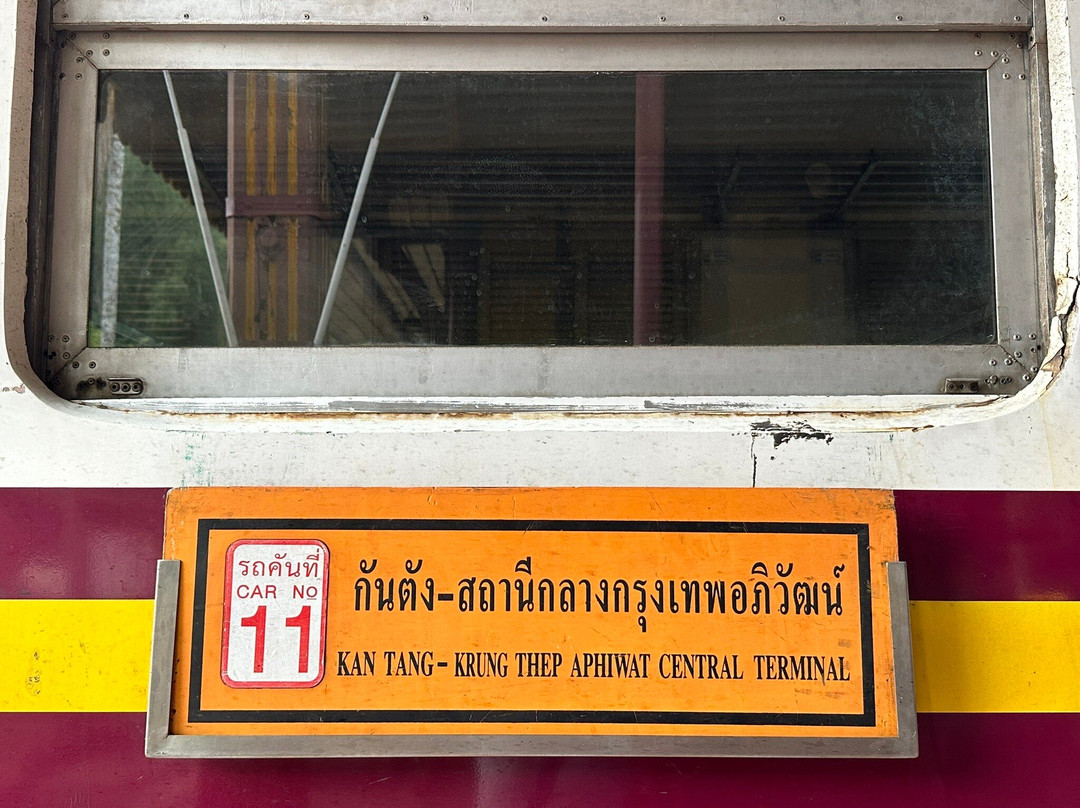 รถคันที่
CAR Nº
11
กันตัง-สถานีกลางกรุงเทพอภิวัฒน์
KAN TANG- KRUNG THEP APHIWAT CENTRAL TERMINAL